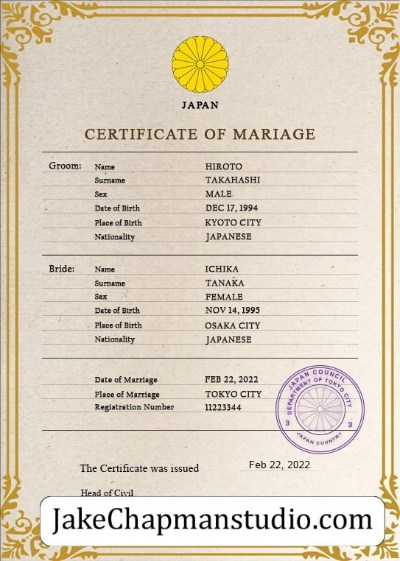 JAPAN
CERTIFICATE OF MARIAGE
Groom: Name HIROTO
Surname TAKAHASHI
Sex MALE
Date of Birth DEC 17, 1994
Place of Birth KYOTO CITY
Nationality JAPANESE
Bride: Name ICHIKA
Surname TANAKA
Sex FEMALE
Date of Birth NOV 14, 1995
Place of Birth OSAKA CITY
Nationality JAPANESE
Date of Marriage FEB 22, 2022
Place of Marriage TOKYO CITY
Registration Number 11223344
JAPAN COUNCIL
DEPARTMENT OF TOKYO CITY
3 3
JAPAN COUNTRY
The Certificate was issued Feb 22, 2022
Head of Civil
JakeChapmanstudio.com